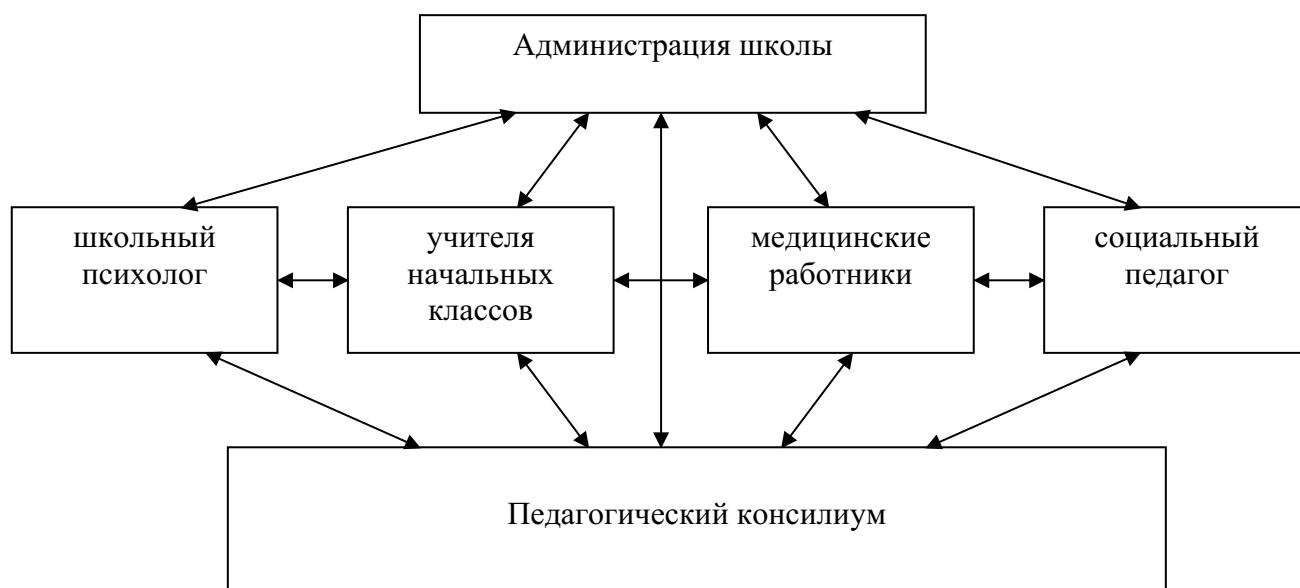 Администрация школы
школьный
психолог
учителя
начальных
классов
медицинские
работники
социальный
педагог
Педагогический консилиум